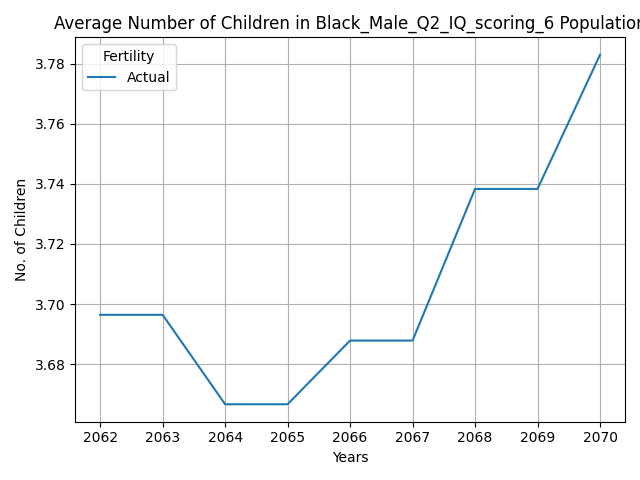 Average Number of Children in Black_Male_Q2_IQ_scoring_6 Population
Fertility
Actual
No. of Children
3.78
3.76
3.74
3.72
3.70
3.68
2062 2063 2064 2065 2066 2067 2068 2069 2070
Years